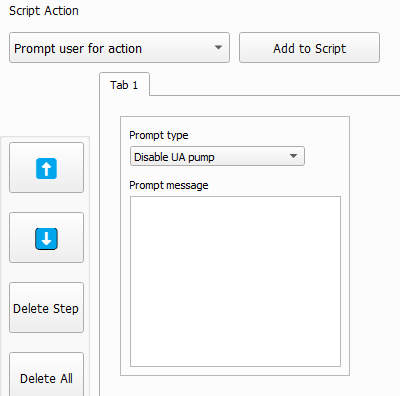 Script Action
Prompt user for action
Add to Script
Tab 1
Prompt type
Disable UA pump
Prompt message
Delete Step
Delete All